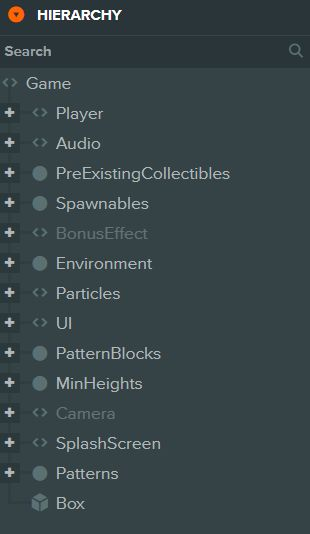 HIERARCHY
Search
Game
Player
Audio
PreExistingCollectibles
Spawnables
BonusEffect
Environment
Particles
UI
PatternBlocks
MinHeights
Camera
SplashScreen
Patterns
Box